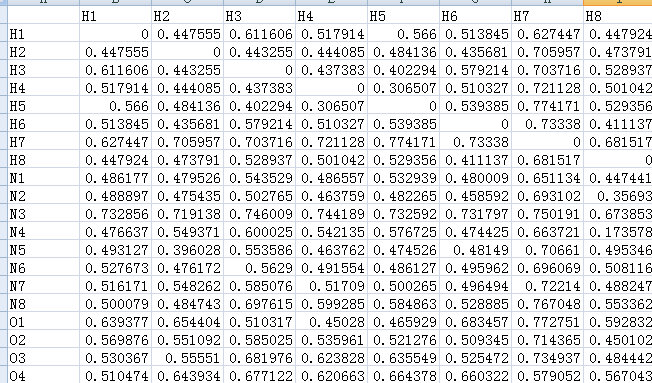 H1 H2 H3 H4 H5 H6 H7 H8
H1 0 0.447555 0.611606 0.517914 0.566 0.513845 0.627447 0.447924
H2 0.447555 0 0.443255 0.444085 0.484136 0.435681 0.705957 0.473791
H3 0.611606 0.443255 0 0.437383 0.402294 0.579214 0.703716 0.528937
H4 0.517914 0.444085 0.437383 0 0.306507 0.510327 0.721128 0.501042
H5 0.566 0.484136 0.402294 0.306507 0 0.539385 0.774171 0.529356
H6 0.513845 0.435681 0.579214 0.510327 0.539385 0 0.73338 0.411137
H7 0.627447 0.705957 0.703716 0.721128 0.774171 0.73338 0 0.681517
H8 0.447924 0.473791 0.528937 0.501042 0.529356 0.411137 0.681517 0
N1 0.486177 0.479526 0.543529 0.486557 0.532939 0.480009 0.651134 0.447441
N2 0.488897 0.475435 0.502765 0.463759 0.482265 0.458592 0.693102 0.35693
N3 0.732856 0.719138 0.746009 0.744189 0.732592 0.731797 0.750191 0.673853
N4 0.476637 0.549371 0.600025 0.542135 0.576725 0.474425 0.663721 0.173578
N5 0.493127 0.396028 0.553586 0.463762 0.474526 0.48149 0.70661 0.495346
N6 0.527673 0.476172 0.5629 0.491554 0.486127 0.495962 0.696069 0.508116
N7 0.516171 0.548262 0.585076 0.51709 0.500265 0.496494 0.72214 0.488247
N8 0.500079 0.484743 0.697615 0.599285 0.584863 0.528885 0.767048 0.553362
O1 0.639377 0.654404 0.510317 0.45028 0.465929 0.683457 0.772751 0.592832
O2 0.569876 0.551092 0.585025 0.535961 0.521276 0.509345 0.714365 0.450102
O3 0.530367 0.55551 0.681976 0.623828 0.635549 0.525472 0.734937 0.484442
O4 0.510474 0.643934 0.677122 0.620663 0.664378 0.660322 0.579052 0.567043